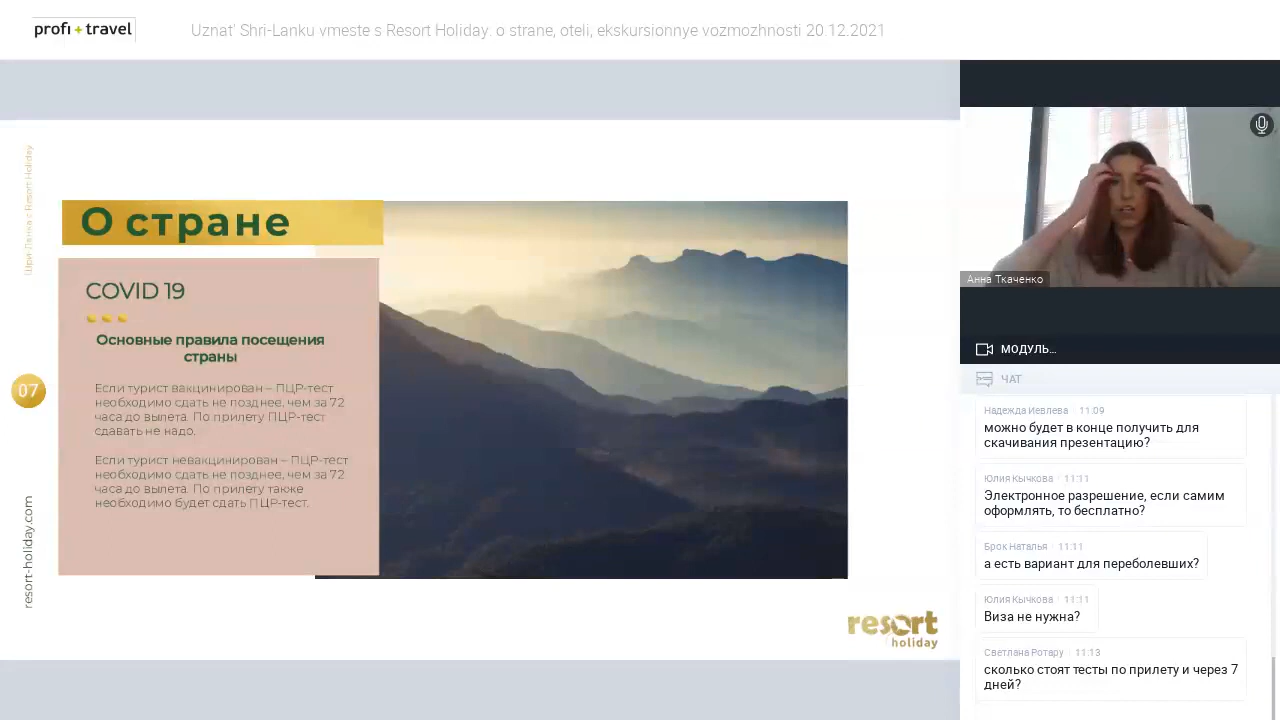 profi + travel
Uznat' Shri-Lanku vmeste s Resort Holiday. o strane, oteli, ekskursionnye vozmozhnosti 20.12.2021
Шри-Ланка с Resort Holiday
07
resort-holiday.com
О стране
COVID 19
Основные правила посещения
страны
Если турист вакцинирован – ПЦР-тест
необходимо сдать не позднее, чем за 72
часа до вылета. По прилету ПЦР-тест
сдавать не надо.
Если турист невакцинирован – ПЦР-тест
необходимо сдать не позднее, чем за 72
часа до вылета. По прилету также
необходимо будет сдать ПЦР-тест.
resort
holiday
Анна Ткаченко
МОДУЛЬ...
ЧАТ
Надежда Иевлева 11:09
можно будет в конце получить для
скачивания презентацию?
Юлия Кычкова 11:11
Электронное разрешение, если самим
оформлять, то бесплатно?
Брок Наталья 11:11
а есть вариант для переболевших?
Юлия Кычкова 11:11
Виза не нужна?
Светлана Ротару 11:13
сколько стоят тесты по прилету и через 7
дней?